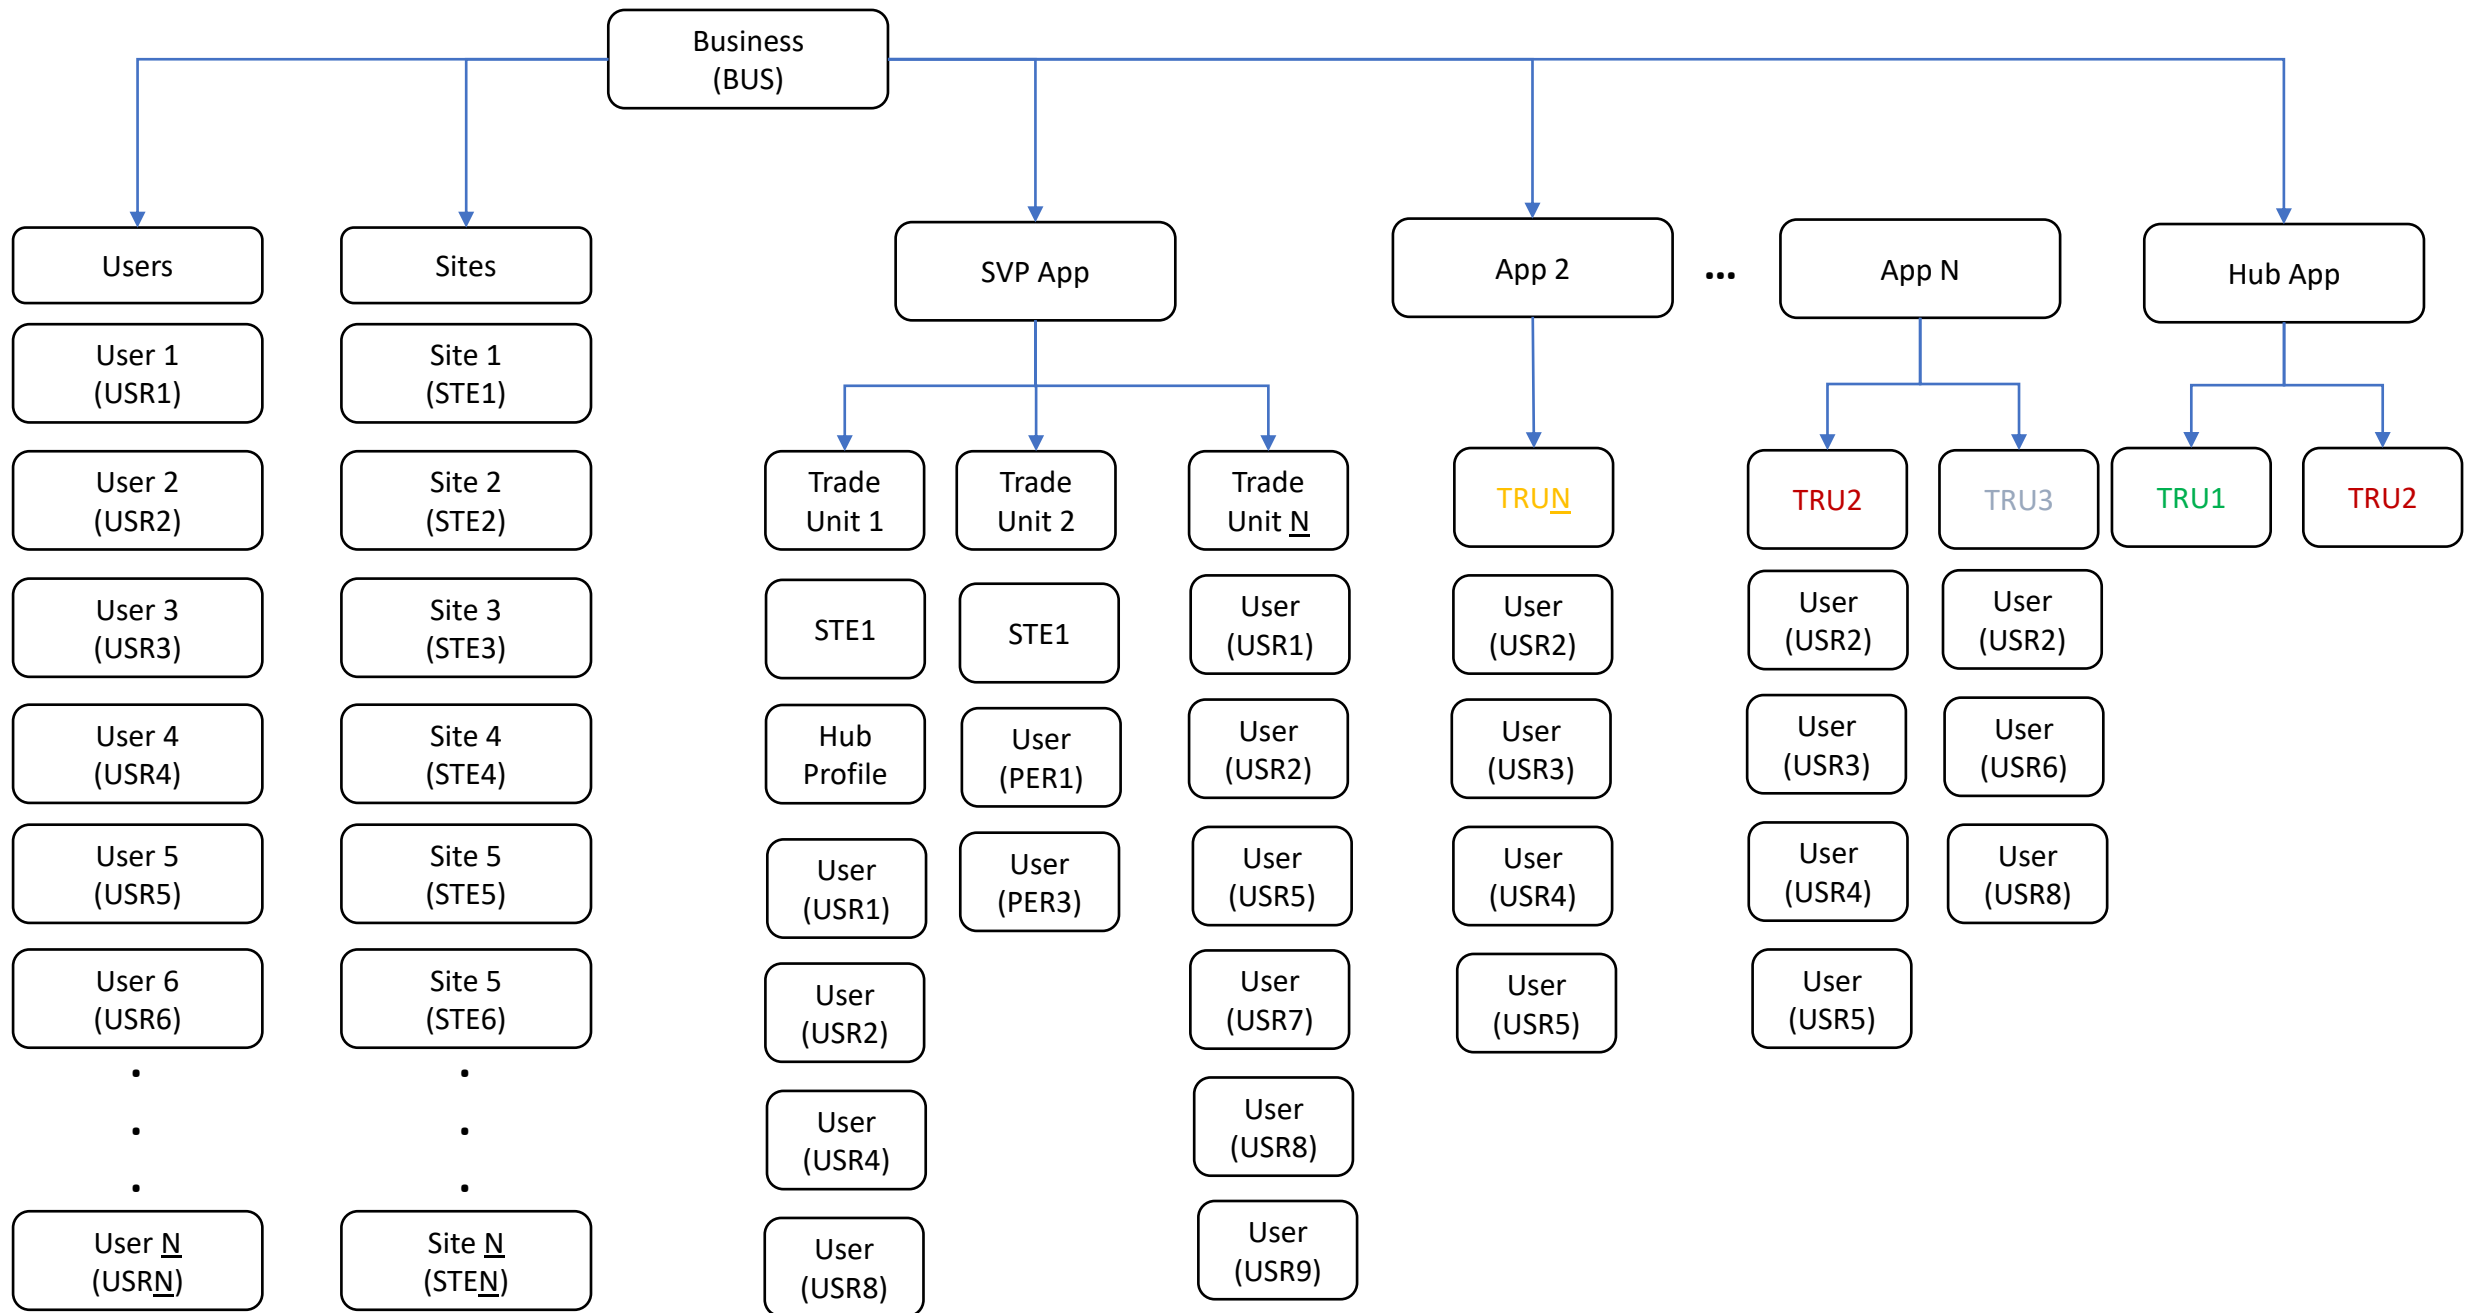 Business
(BUS)
Users
Sites
SVP App
App 2
...
App N
Hub App
User 1
(USR1)
User 2
(USR2)
User 3
(USR3)
User 4
(USR4)
User 5
(USR5)
User 6
(USR6)
.
.
.
User N
(USRN)
Site 1
(STE1)
Site 2
(STE2)
Site 3
(STE3)
Site 4
(STE4)
Site 5
(STE5)
Site 5
(STE6)
.
.
.
Site N
(STEN)
Trade
Unit 1
STE1
Hub
Profile
User
(USR1)
User
(USR2)
User
(USR4)
User
(USR8)
Trade
Unit 2
STE1
User
(PER1)
User
(PER3)
Trade
Unit N
User
(USR1)
User
(USR2)
User
(USR5)
User
(USR7)
User
(USR8)
User
(USR9)
TRUN
User
(USR2)
User
(USR3)
User
(USR4)
User
(USR5)
TRU2
User
(USR2)
User
(USR3)
User
(USR4)
User
(USR5)
TRU3
User
(USR2)
User
(USR6)
User
(USR8)
TRU1
TRU2